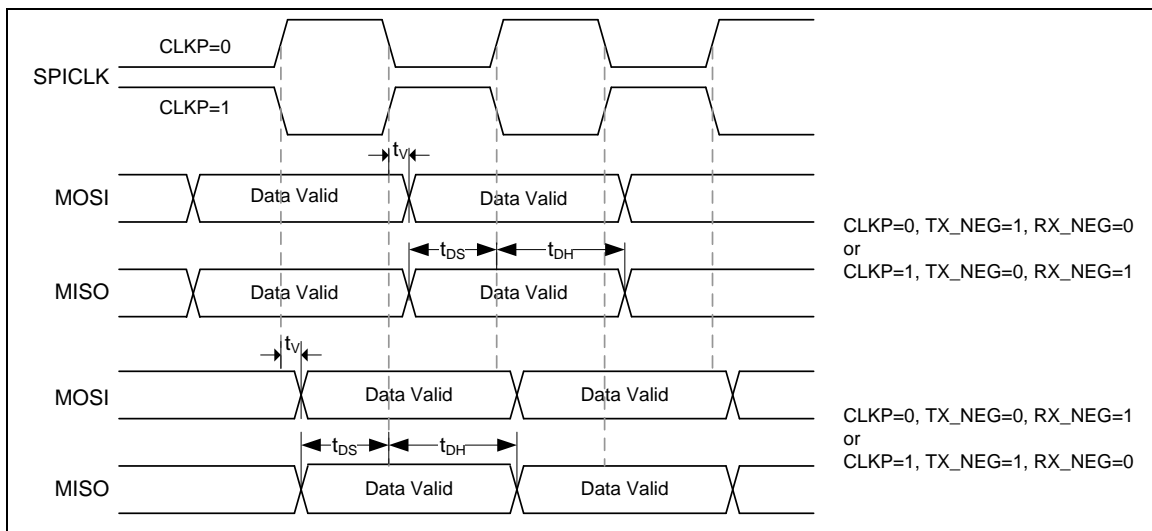 CLKP=0
SPICLK
CLKP=1
tV
MOSI Data Valid Data Valid
CLKP=0, TX_NEG=1, RX_NEG=0
or
CLKP=1, TX_NEG=0, RX_NEG=1
tDS tDH
MISO Data Valid Data Valid
tV
MOSI Data Valid Data Valid
CLKP=0, TX_NEG=0, RX_NEG=1
or
CLKP=1, TX_NEG=1, RX_NEG=0
tDS tDH
MISO Data Valid Data Valid